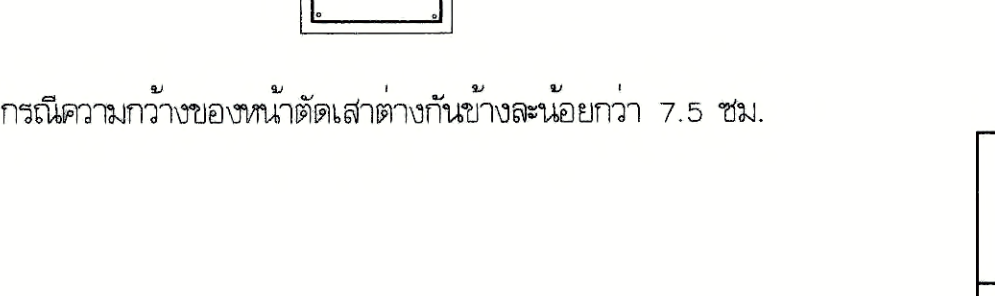 กรณีความกว้างของหน้าตัดเสาต่างกันข้างละน้อยกว่า 7.5 ซม.